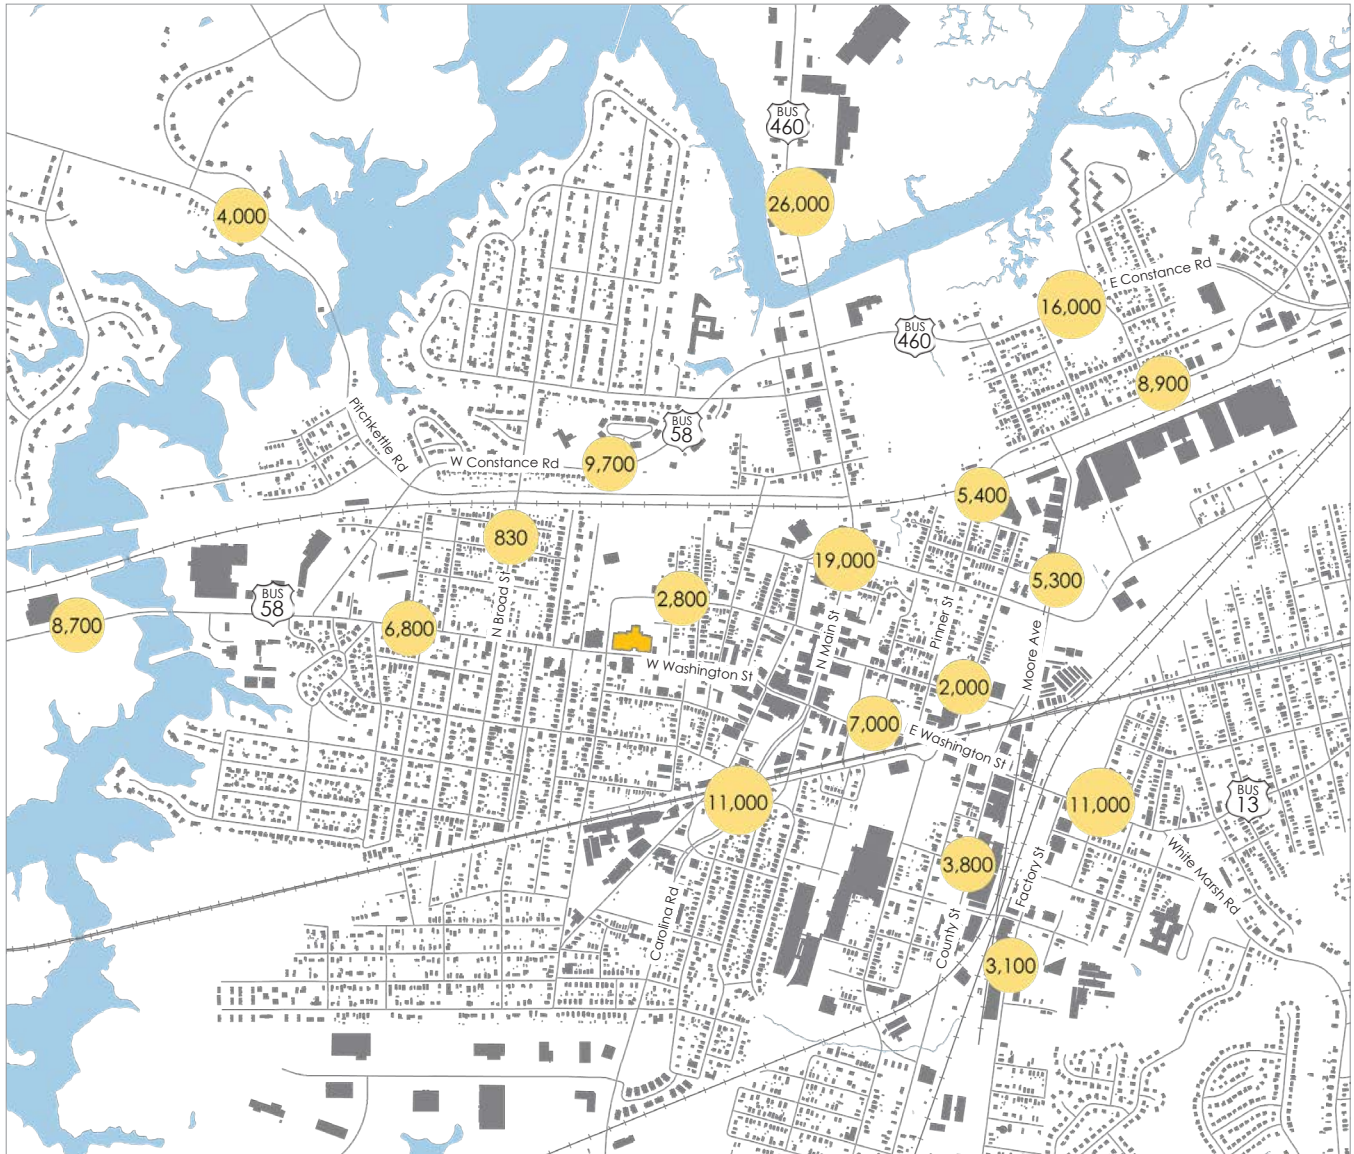 BUS
460
26,000
4,000
E Constance Rd
16,000
BUS
460
8,900
Pitchkettle Rd
BUS
58
W Constance Rd
9,700
5,400
830
19,000
5,300
N Broad St
BUS
58
2,800
8,700
6,800
N Main St
Pinner St
Moore Ave
W Washington St
2,000
7,000
E Washington St
11,000
11,000
BUS
13
3,800
Factory St
White Marsh Rd
Carolina Rd
County St
3,100